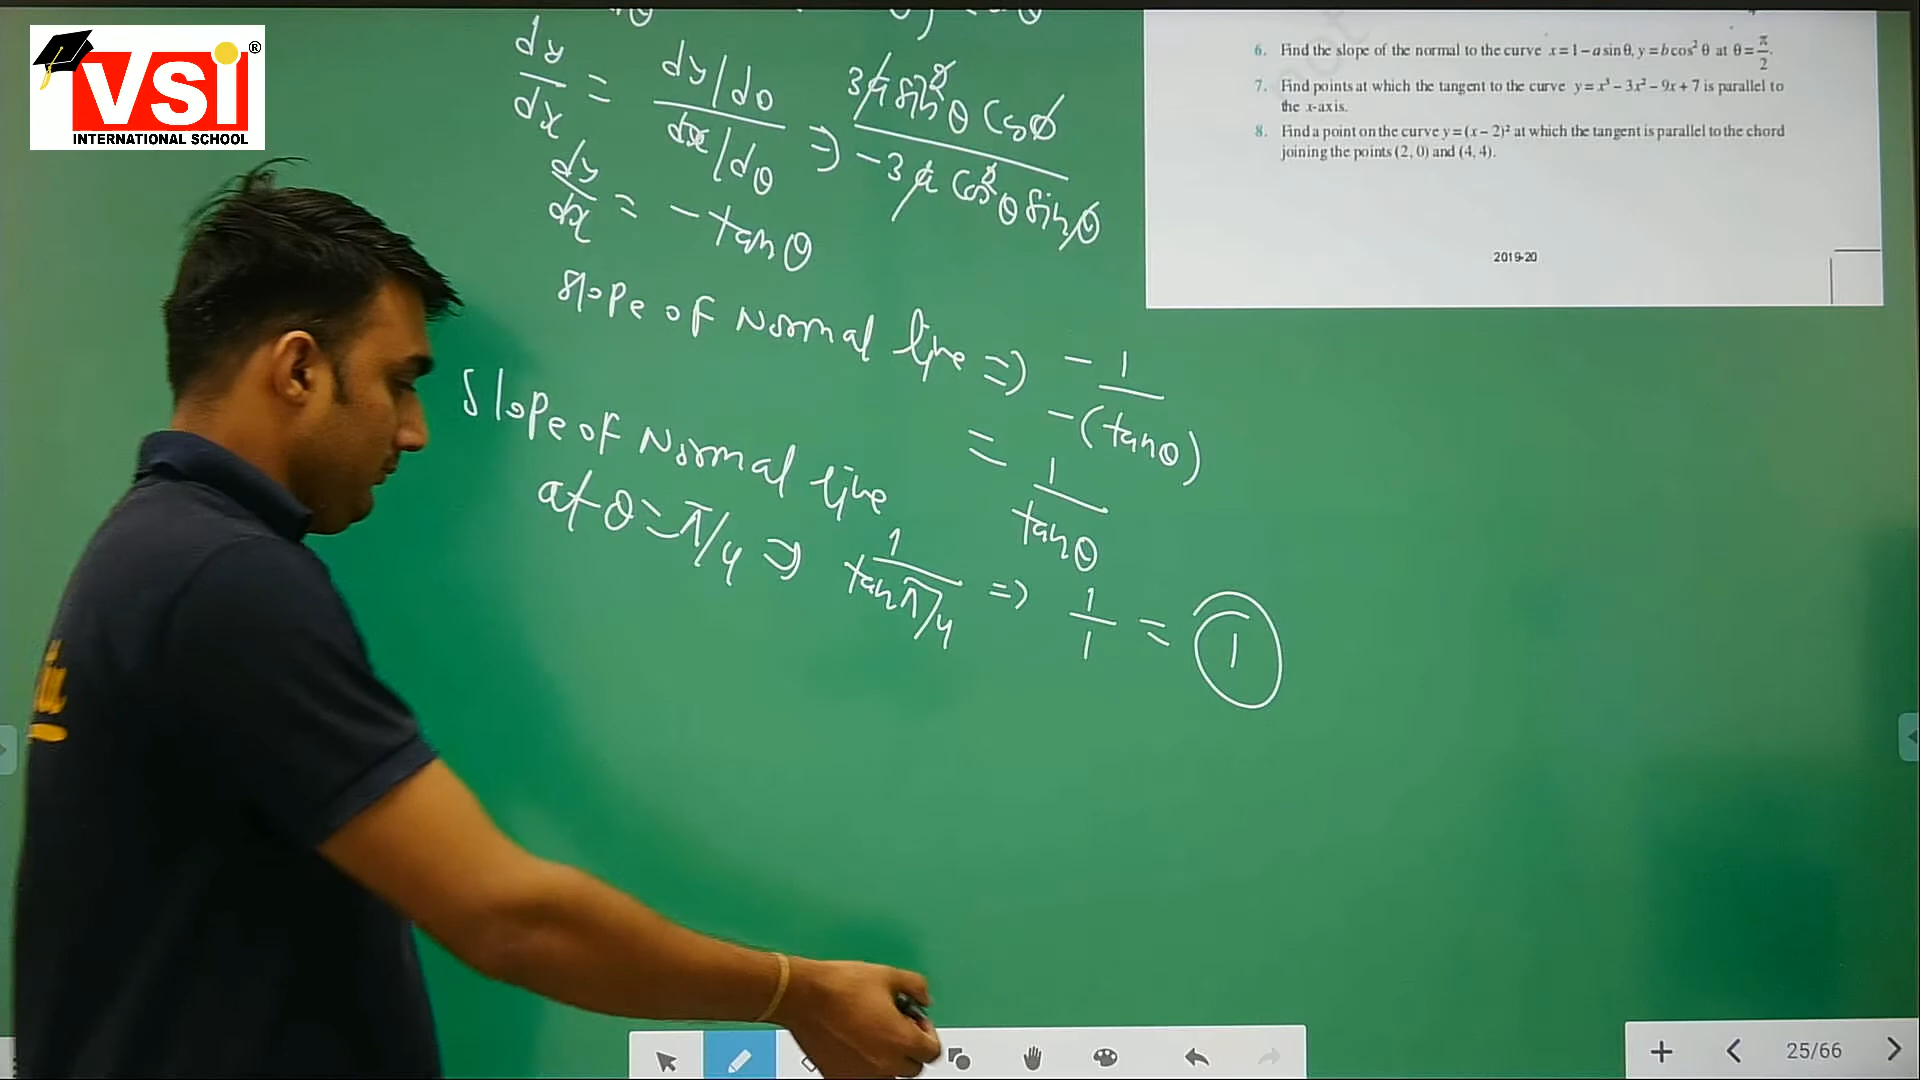 VSI ®
INTERNATIONAL SCHOOL
dy/dx = (dy/dθ)/(dx/dθ) ⇒ 3a sin²θ cosθ / -3a cos²θ sinθ
dy/dx = -tanθ
slope of Normal line ⇒ -1/-(tanθ)
= 1/tanθ
Slope of Normal line
at θ = π/4 ⇒ 1/tan π/4 ⇒ 1/1 = 1
6. Find the slope of the normal to the curve x = 1 – a sin θ, y = b cos² θ at θ = π/2.
7. Find points at which the tangent to the curve y = x³ – 3x² – 9x + 7 is parallel to
the x-axis.
8. Find a point on the curve y = (x – 2)² at which the tangent is parallel to the chord
joining the points (2, 0) and (4, 4).
2019-20
25/66